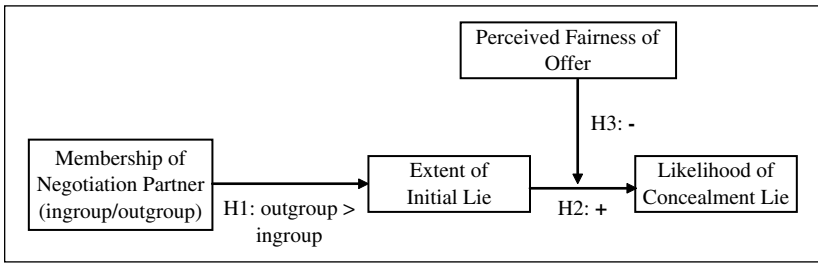 Perceived Fairness of
Offer
H3: -
Membership of
Negotiation Partner
(ingroup/outgroup)
H1: outgroup >
ingroup
Extent of
Initial Lie
H2: +
Likelihood of
Concealment Lie